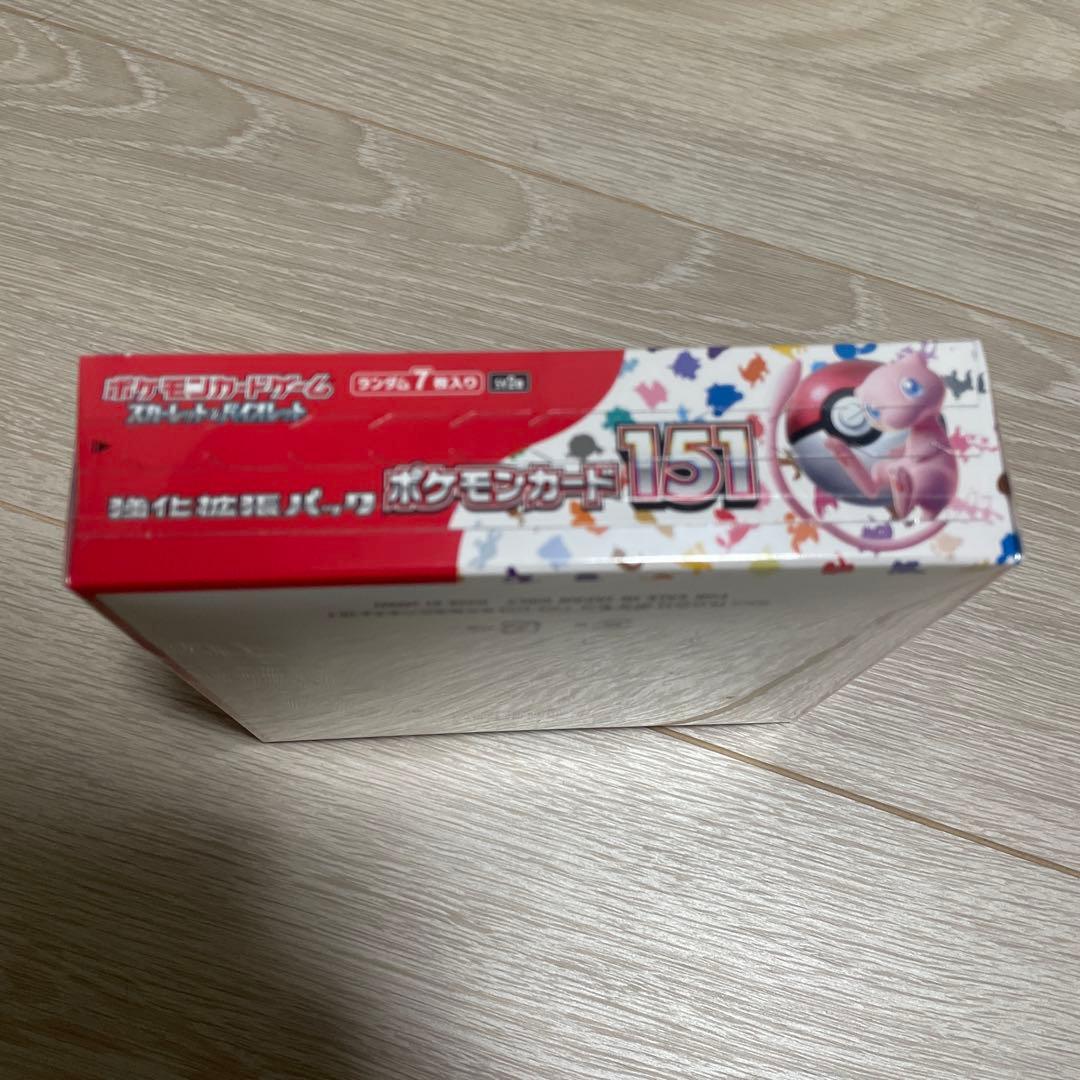 ポケモンカードゲーム ランダム7枚入り sv2a
スカーレット&バイオレット
強化拡張パック ポケモンカード151